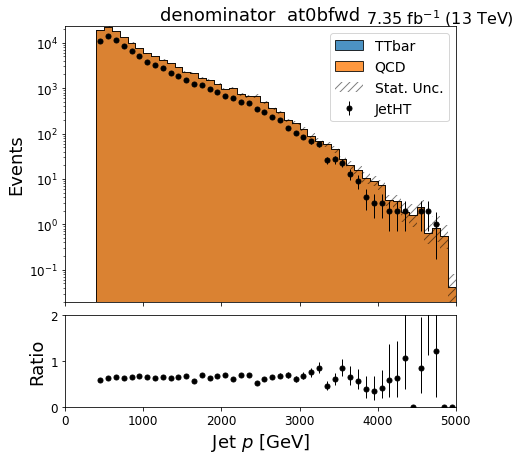 denominator at0bfwd 7.35 fb⁻¹ (13 TeV)
TTbar
QCD
Stat. Unc.
JetHT
Events
10⁴
10³
10²
10¹
10⁰
10⁻¹
Ratio
2
1
0
0 1000 2000 3000 4000 5000
Jet p [GeV]